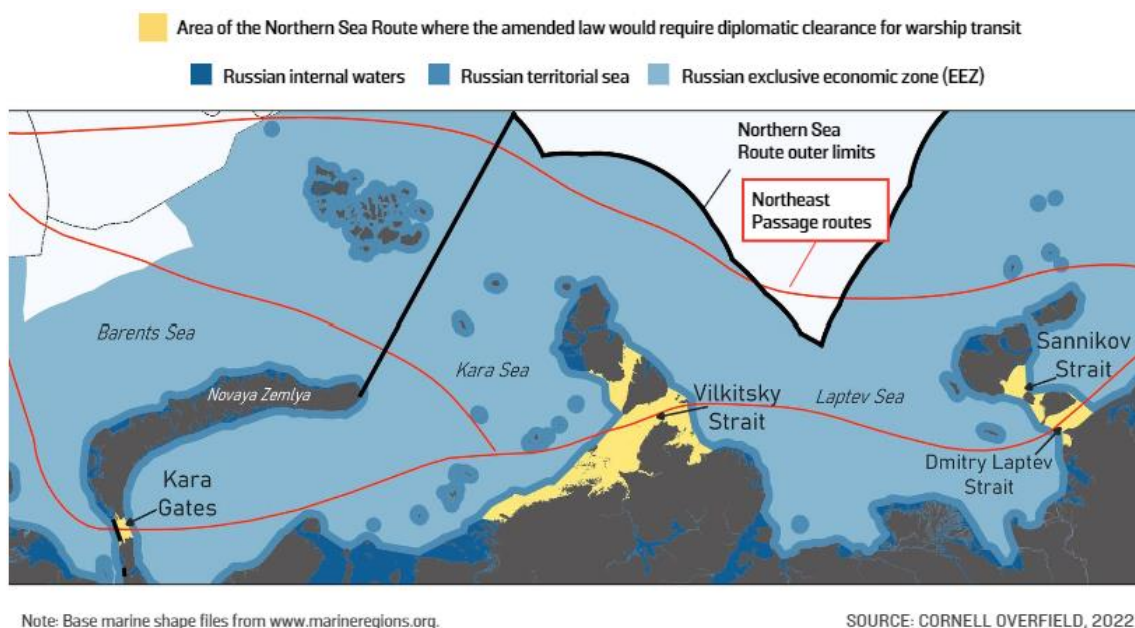 Area of the Northern Sea Route where the amended law would require diplomatic clearance for warship transit
Russian internal waters
Russian territorial sea
Russian exclusive economic zone (EEZ)
Northern Sea
Route outer limits
Northeast
Passage routes
Barents Sea
Novaya Zemlya
Kara Sea
Vilkitsky
Strait
Laptev Sea
Sannikov
Strait
Dmitry Laptev
Strait
Kara
Gates
Note: Base marine shape files from www.marineregions.org.
SOURCE: CORNELL OVERFIELD, 2022